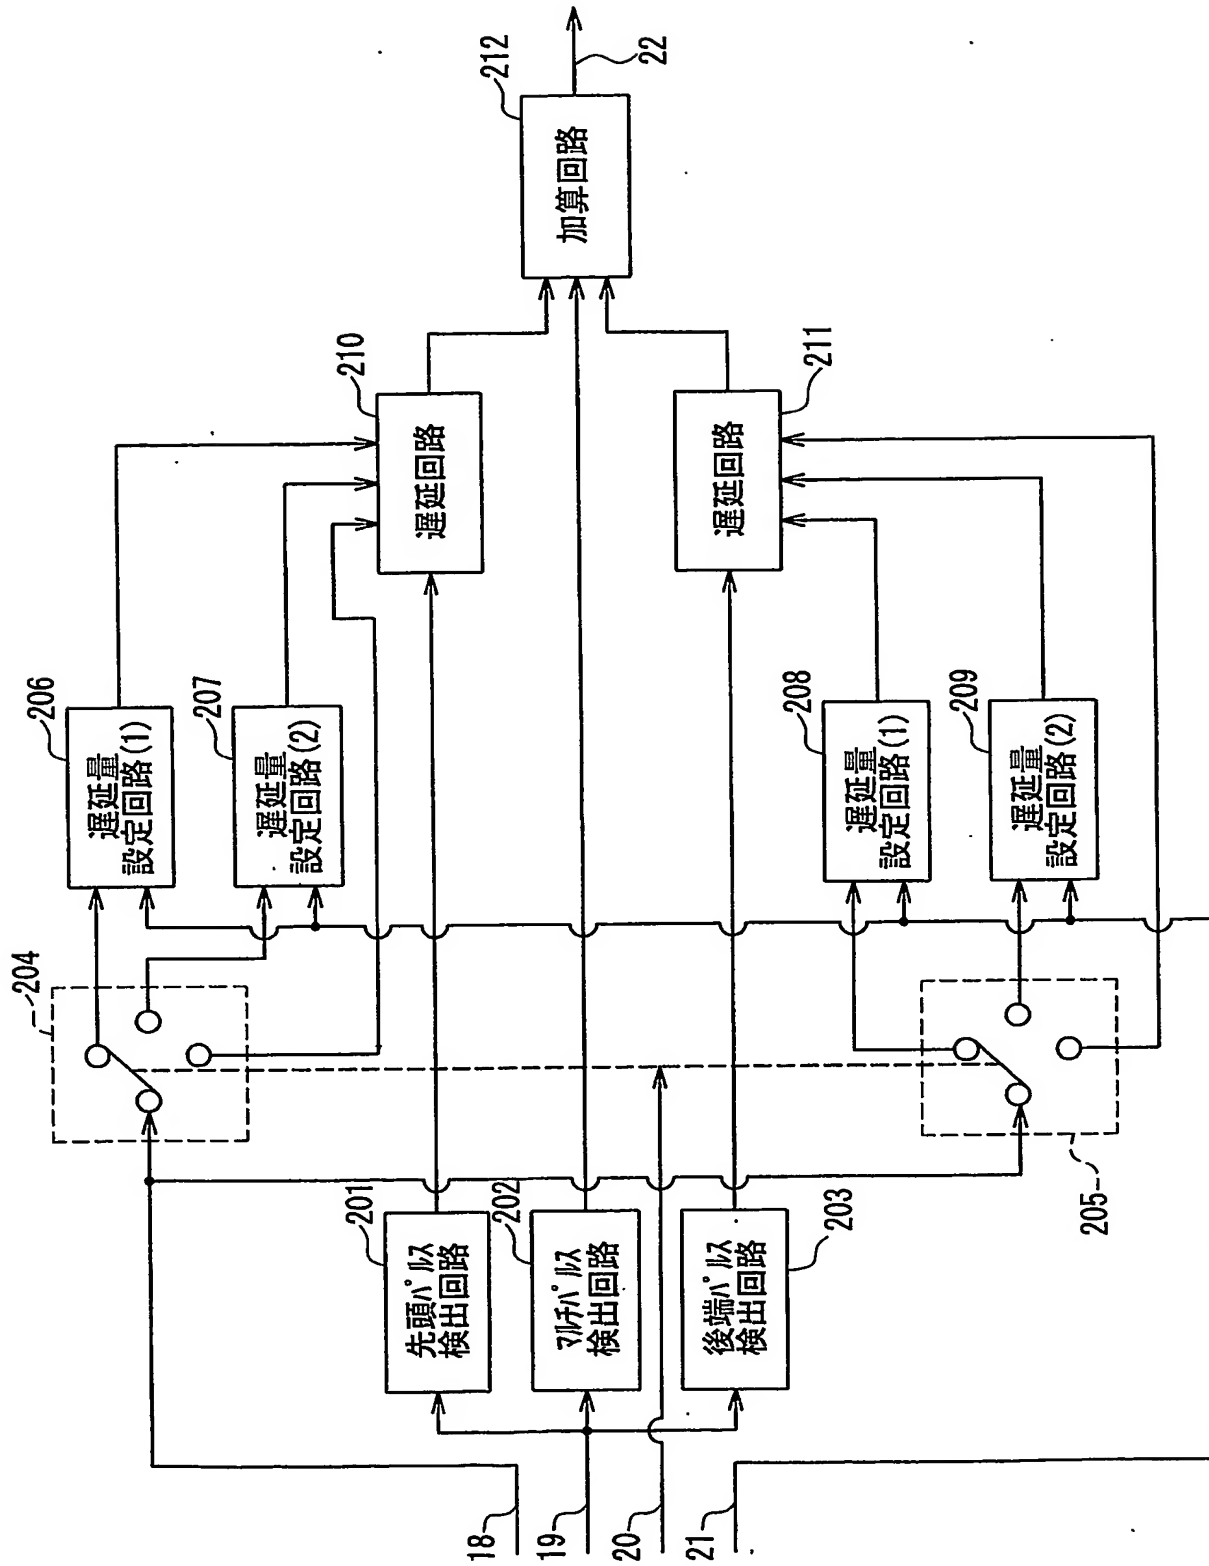 204
206
遅延量
設定回路(1)
207
遅延量
設定回路(2)
210
遅延回路
212
加算回路
22
201
先頭パルス
検出回路
202
マルチパルス
検出回路
203
後端パルス
検出回路
211
遅延回路
208
遅延量
設定回路(1)
209
遅延量
設定回路(2)
205
18
19
20
21